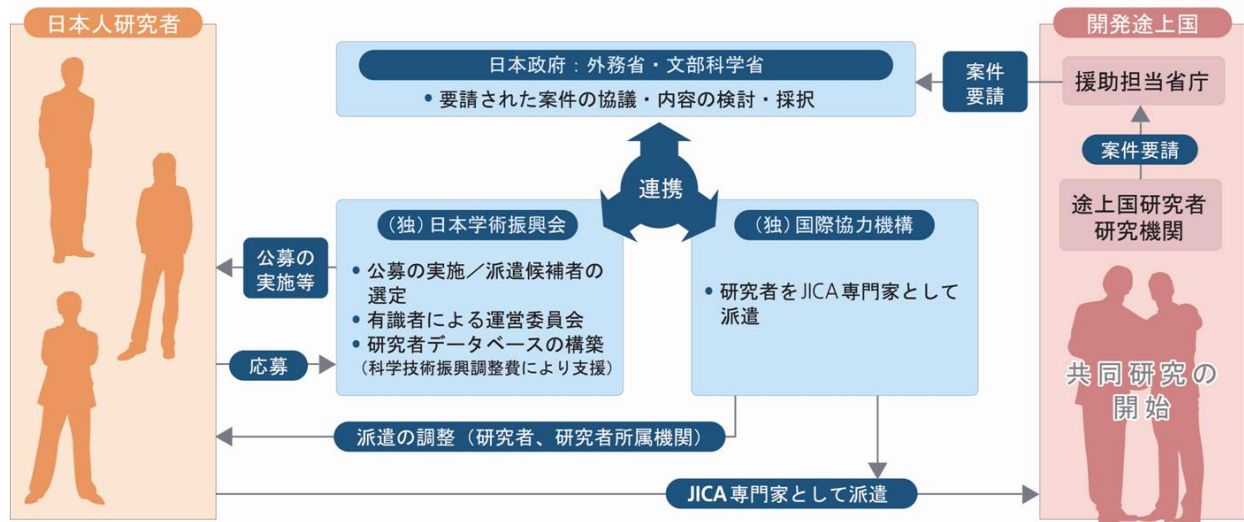 日本人研究者
日本政府：外務省・文部科学省
• 要請された案件の協議・内容の検討・採択
案件
要請
開発途上国
援助担当省庁
案件要請
途上国研究者
研究機関
連携
公募の
実施等
応募
（独）日本学術振興会
• 公募の実施／派遣候補者の
選定
• 有識者による運営委員会
• 研究者データベースの構築
（科学技術振興調整費により支援）
（独）国際協力機構
• 研究者をJICA専門家として
派遣
共同研究の
開始
派遣の調整（研究者、研究者所属機関）
JICA専門家として派遣